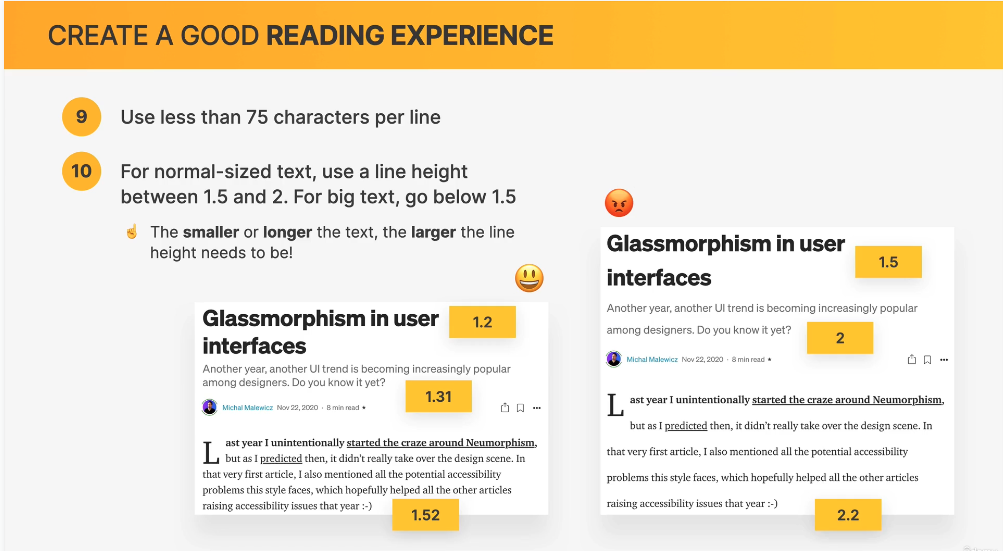 CREATE A GOOD READING EXPERIENCE
9
Use less than 75 characters per line
10
For normal-sized text, use a line height
between 1.5 and 2. For big text, go below 1.5
The smaller or longer the text, the larger the line
height needs to be!
Glassmorphism in user
interfaces
1.2
Another year, another UI trend is becoming increasingly popular
among designers. Do you know it yet?
1.31
Michal Malewicz Nov 22, 2020 · 8 min read ★
Last year I unintentionally started the craze around Neumorphism,
but as I predicted then, it didn't really take over the design scene. In
that very first article, I also mentioned all the potential accessibility
problems this style faces, which hopefully helped all the other articles
raising accessibility issues that year :-)
1.52
Glassmorphism in user
interfaces
1.5
Another year, another UI trend is becoming increasingly popular
among designers. Do you know it yet?
2
Michal Malewicz Nov 22, 2020 · 8 min read ★
Last year I unintentionally started the craze around Neumorphism,
but as I predicted then, it didn't really take over the design scene. In
that very first article, I also mentioned all the potential accessibility
problems this style faces, which hopefully helped all the other articles
raising accessibility issues that year :-)
2.2